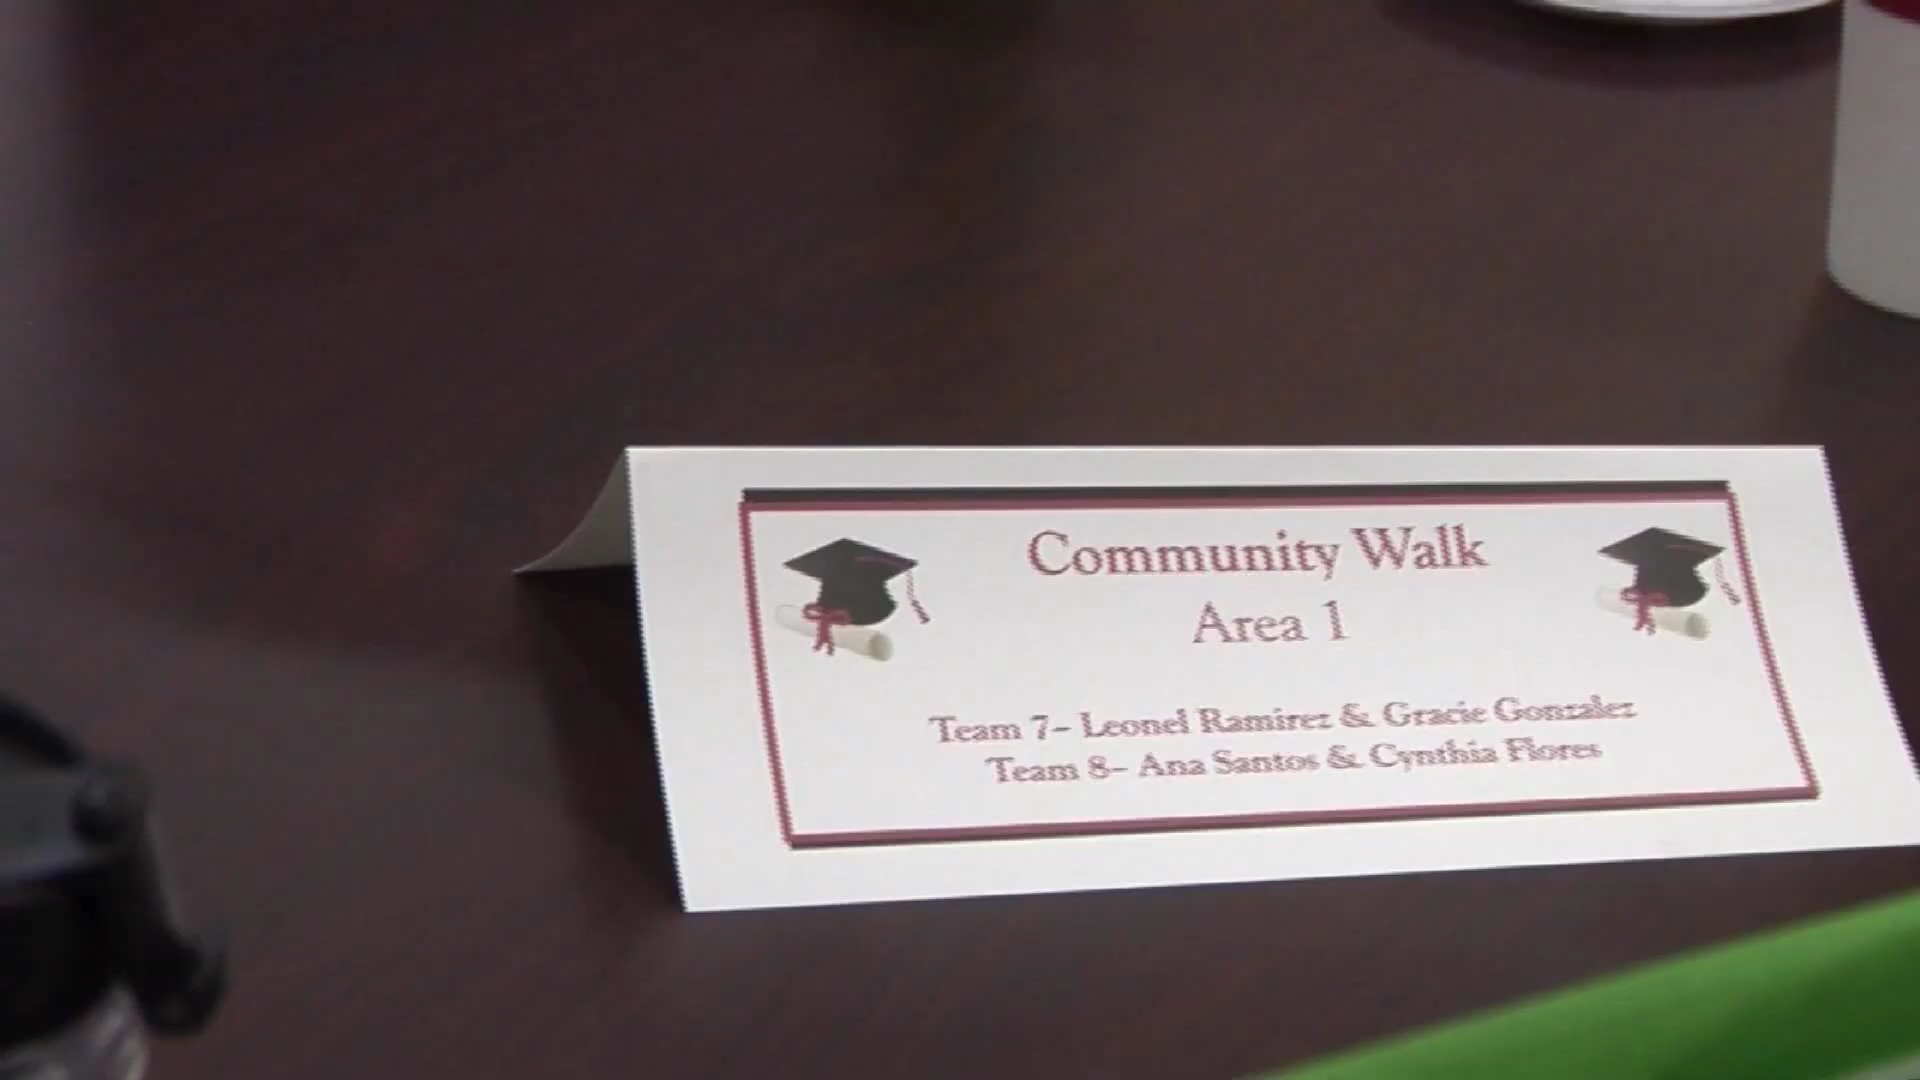 Community Walk
Area 1
Team 7- Leonel Ramirez & Gracie Gonzalez
Team 8- Ana Santos & Cynthia Flores